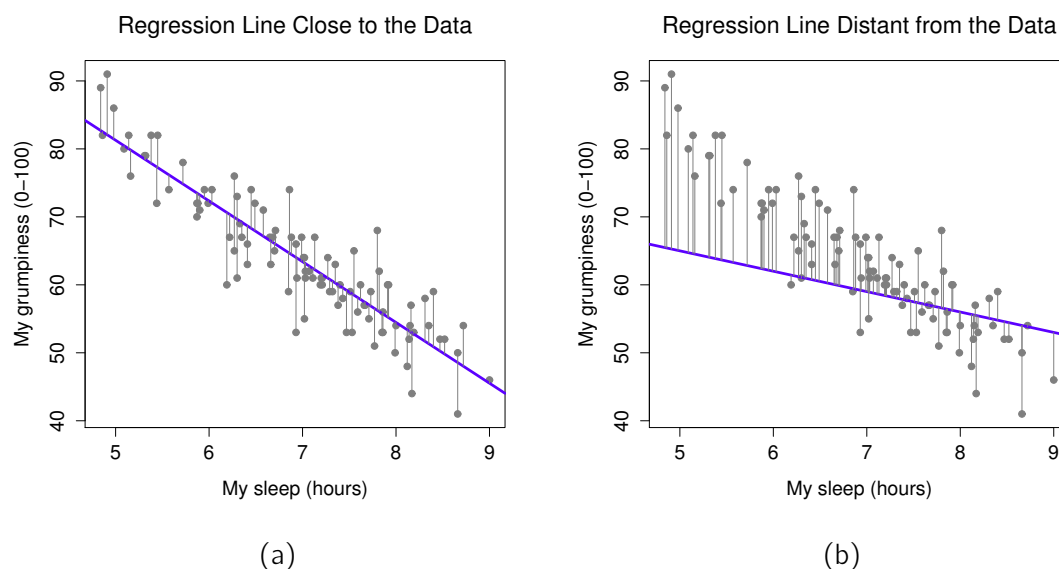 Regression Line Close to the Data
My grumpiness (0−100)
90
80
70
60
50
40
5 6 7 8 9
My sleep (hours)
(a)
Regression Line Distant from the Data
My grumpiness (0−100)
90
80
70
60
50
40
5 6 7 8 9
My sleep (hours)
(b)